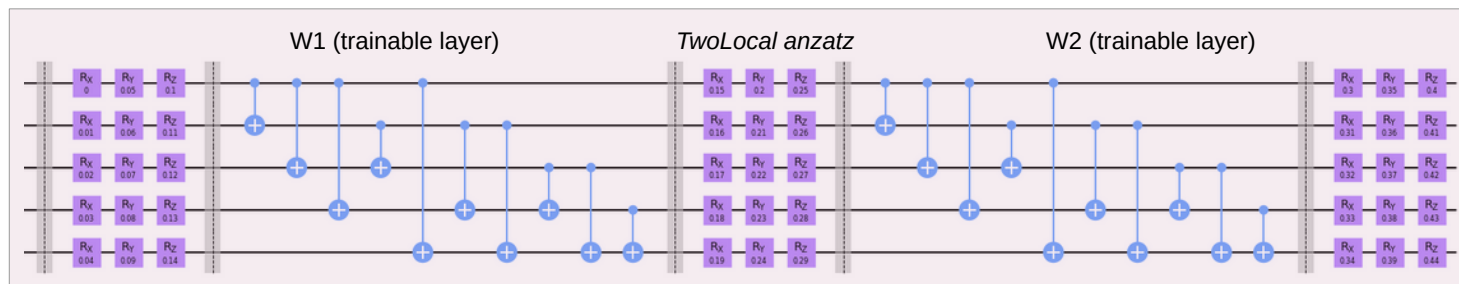 W1 (trainable layer) TwoLocal anzatz W2 (trainable layer)
RX RY RZ RX RY RZ RX RY RZ
0 0.05 0.1 0.15 0.2 0.25 0.3 0.35 0.4
RX RY RZ RX RY RZ RX RY RZ
0.01 0.06 0.11 0.16 0.21 0.26 0.31 0.36 0.41
RX RY RZ RX RY RZ RX RY RZ
0.02 0.07 0.12 0.17 0.22 0.27 0.32 0.37 0.42
RX RY RZ RX RY RZ RX RY RZ
0.03 0.08 0.13 0.18 0.23 0.28 0.33 0.38 0.43
RX RY RZ RX RY RZ RX RY RZ
0.04 0.09 0.14 0.19 0.24 0.29 0.34 0.39 0.44